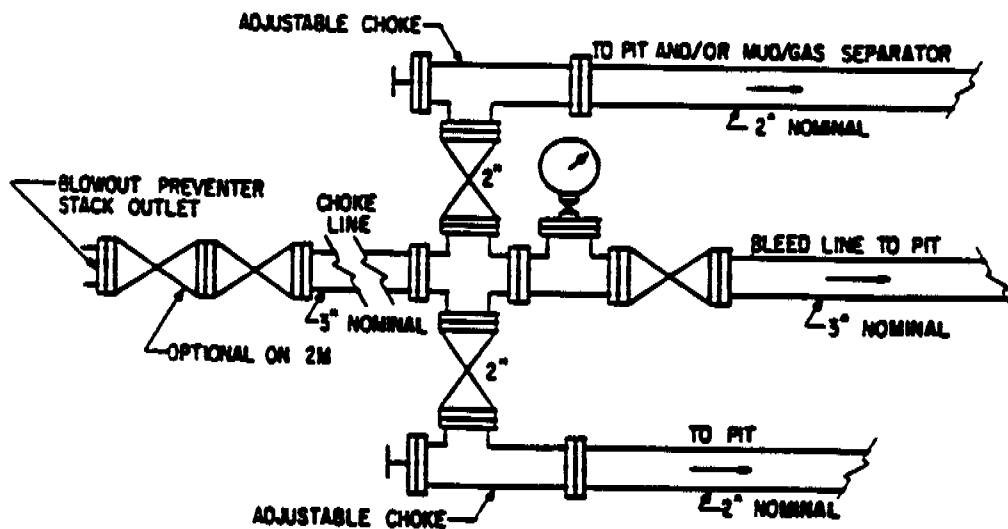 ADJUSTABLE CHOKE
TO PIT AND/OR MUD/GAS SEPARATOR
2" NOMINAL
2"
BLOWOUT PREVENTER
STACK OUTLET
CHOKE
LINE
BLEED LINE TO PIT
3" NOMINAL
3" NOMINAL
OPTIONAL ON 2M
2"
TO PIT
2" NOMINAL
ADJUSTABLE CHOKE